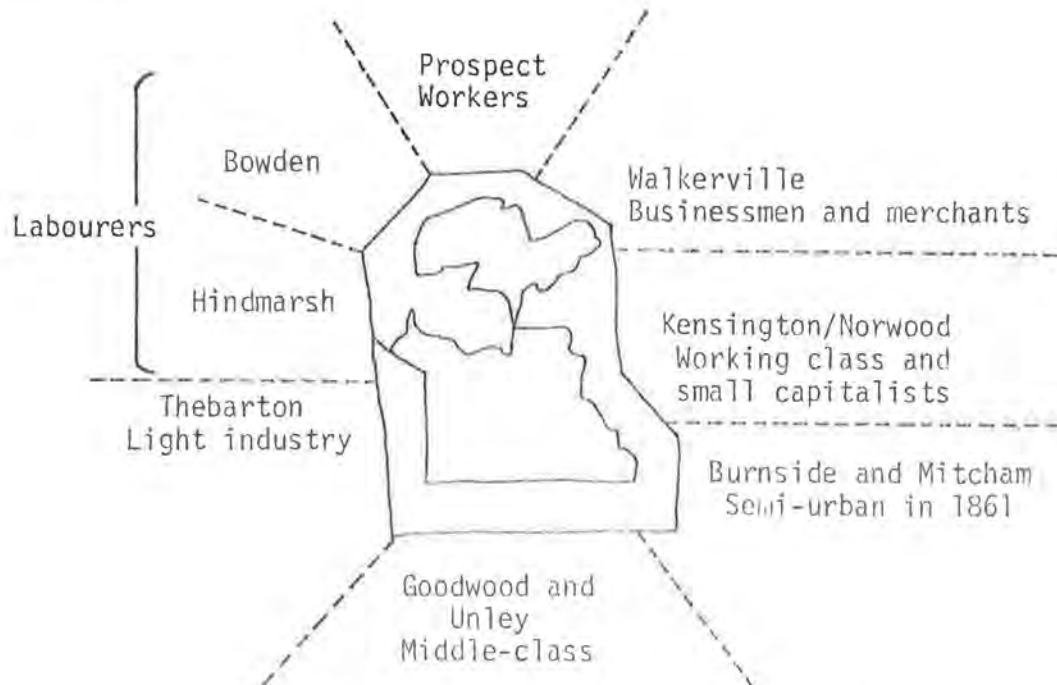 Prospect
Workers
Bowden
Labourers
Hindmarsh
Thebarton
Light industry
Walkerville
Businessmen and merchants
Kensington/Norwood
Working class and
small capitalists
Burnside and Mitcham
Semi-urban in 1861
Goodwood and
Unley
Middle-class